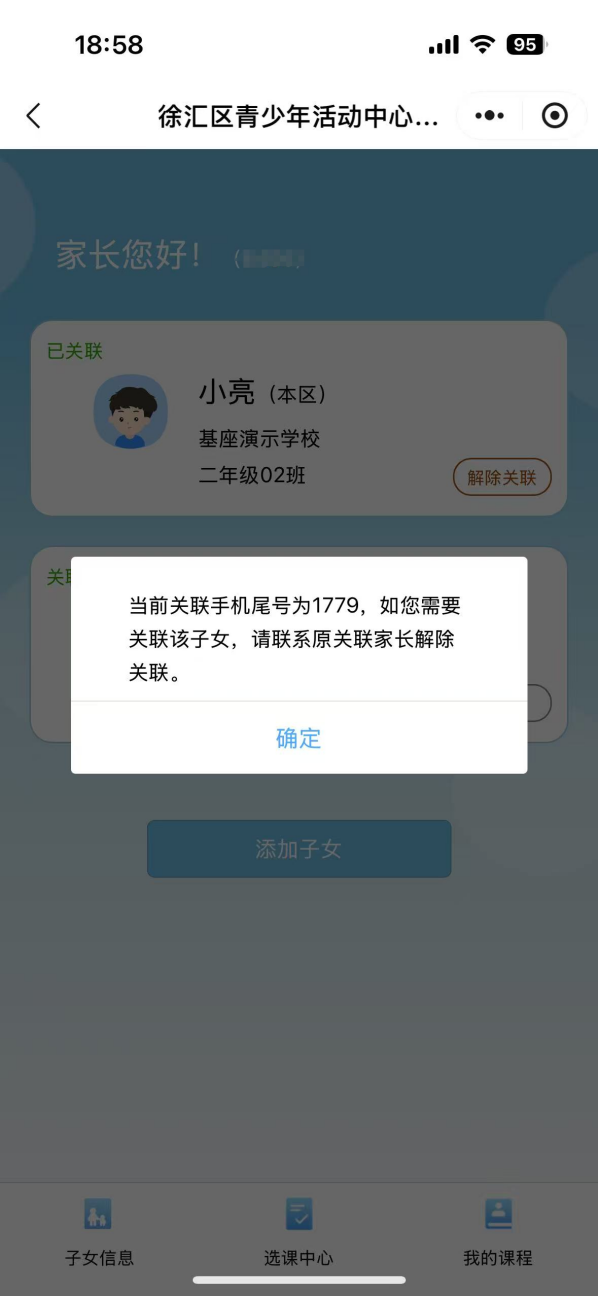 18:58
95
徐汇区青少年活动中心...
家长您好！
已关联
小亮（本区）
基座演示学校
二年级02班
解除关联
关
当前关联手机尾号为1779，如您需要
关联该子女，请联系原关联家长解除
关联。
确定
添加子女
子女信息
选课中心
我的课程